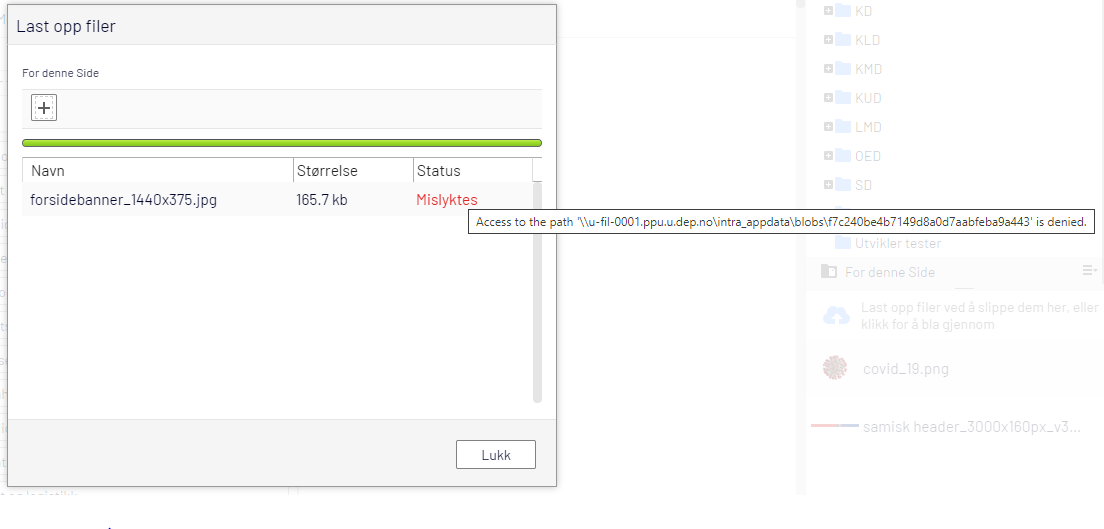 Last opp filer
For denne Side
Navn
Størrelse
Status
forsidebanner_1440x375.jpg
165.7 kb
Mislyktes
Access to the path '\\u-fil-0001.ppu.u.dep.no\intra_appdata\blobs\f7c240be4b7149d8a0d7aabfeba9a443' is denied.
Lukk
KD
KLD
KMD
KUD
LMD
OED
SD
Utvikler tester
For denne Side
Last opp filer ved å slippe dem her, eller
klikk for å bla gjennom
covid_19.png
samisk header_3000x160px_v3...